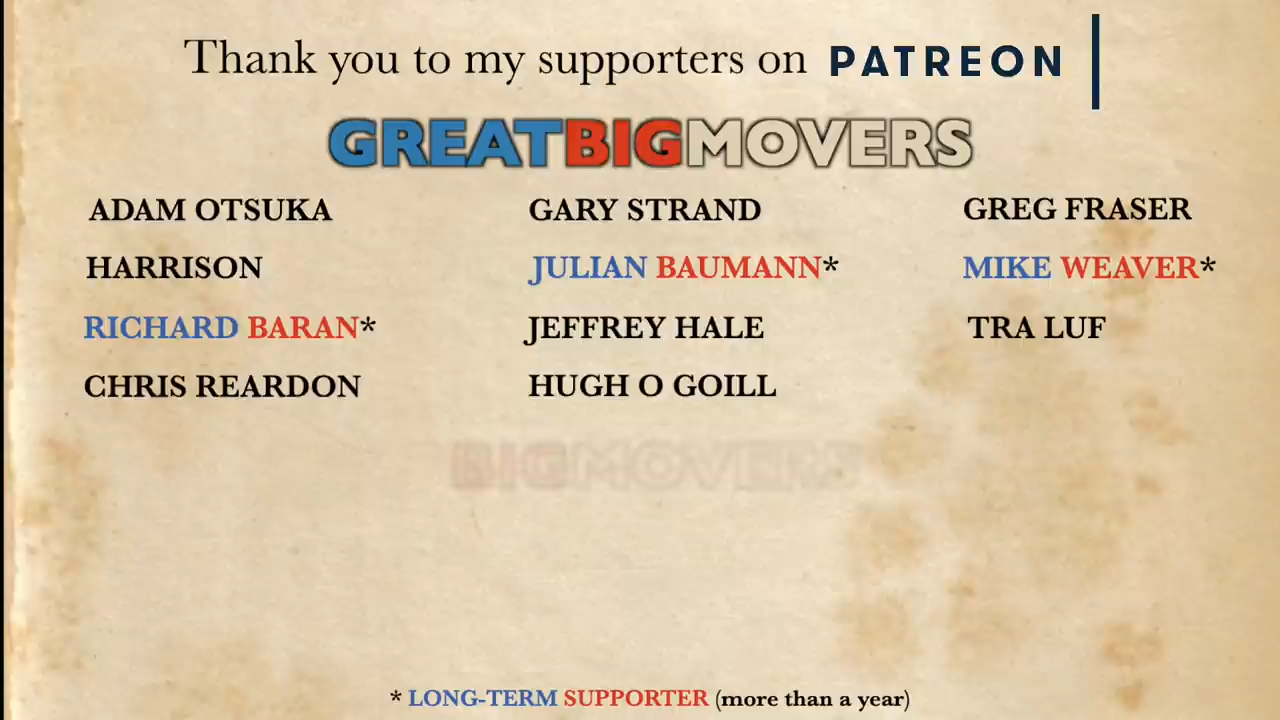 Thank you to my supporters on PATREON
GREATBIGMOVERS
ADAM OTSUKA GARY STRAND GREG FRASER
HARRISON JULIAN BAUMANN* MIKE WEAVER*
RICHARD BARAN* JEFFREY HALE TRA LUF
CHRIS REARDON HUGH O GOILL
BIGMOVERS
* LONG-TERM SUPPORTER (more than a year)